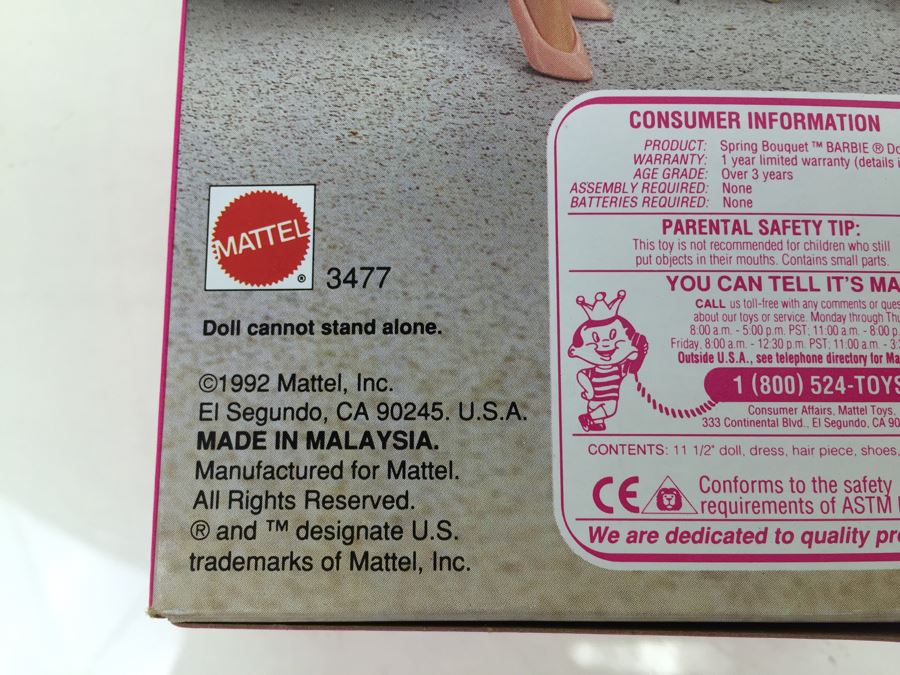 MATTEL
®
3477
Doll cannot stand alone.
©1992 Mattel, Inc.
El Segundo, CA 90245. U.S.A.
MADE IN MALAYSIA.
Manufactured for Mattel.
All Rights Reserved.
® and ™ designate U.S.
trademarks of Mattel, Inc.
CONSUMER INFORMATION
PRODUCT: Spring Bouquet ™ BARBIE ® Do
WARRANTY: 1 year limited warranty (details i
AGE GRADE: Over 3 years
ASSEMBLY REQUIRED: None
BATTERIES REQUIRED: None
PARENTAL SAFETY TIP:
This toy is not recommended for children who still
put objects in their mouths. Contains small parts.
YOU CAN TELL IT'S MA
CALL us toll-free with any comments or ques
about our toys or service. Monday through Thu
8:00 a.m. - 5:00 p.m. PST; 11:00 a.m. - 8:00 p.
Friday, 8:00 a.m. - 12:30 p.m. PST; 11:00 a.m. - 3:
Outside U.S.A., see telephone directory for Ma
1 (800) 524-TOYS
Consumer Affairs, Mattel Toys,
333 Continental Blvd., El Segundo, CA 90
CONTENTS: 11 1/2" doll, dress, hair piece, shoes,
CE Conforms to the safety
requirements of ASTM
We are dedicated to quality pr